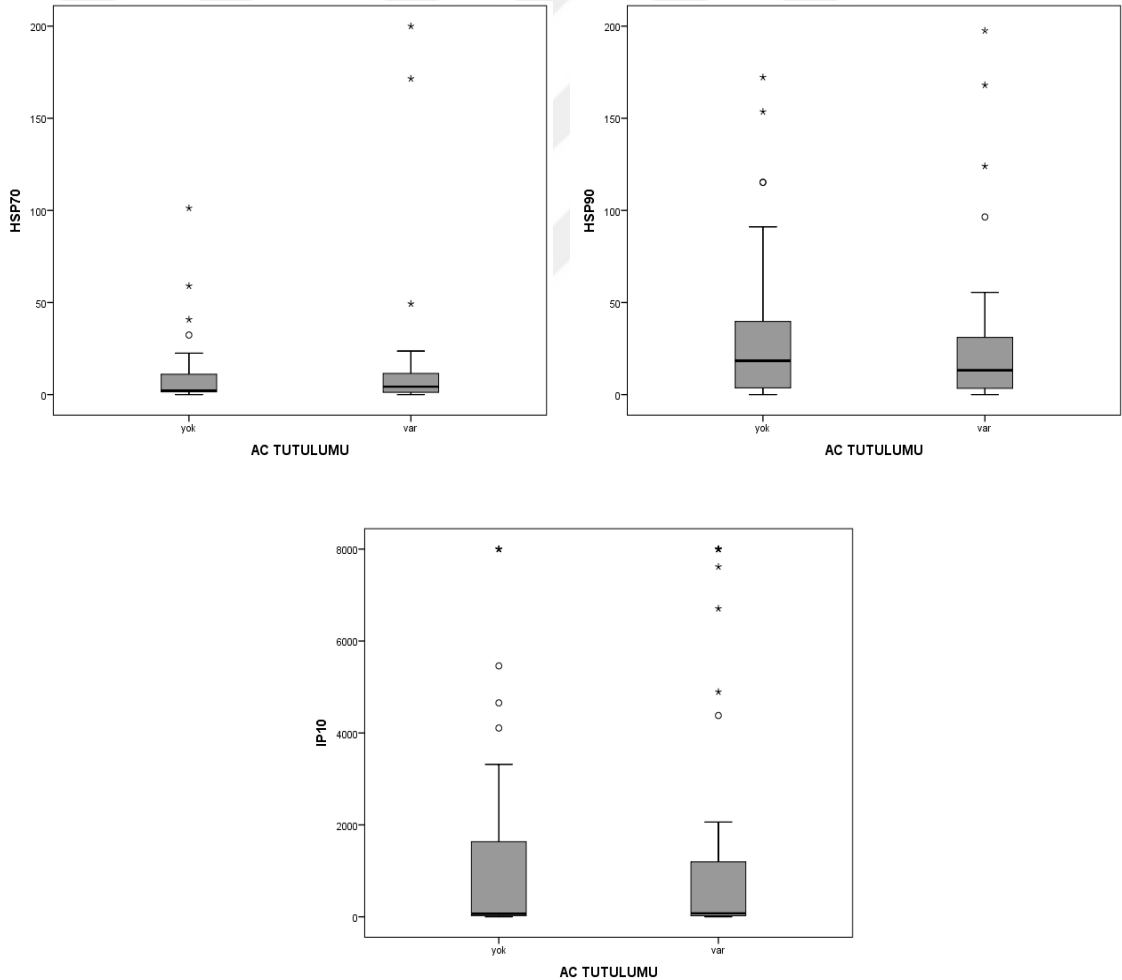 200
150
100
50
0
HSP70
yok
var
AC TUTULUMU
200
150
100
50
0
HSP90
yok
var
AC TUTULUMU
8000
6000
4000
2000
0
IP10
yok
var
AC TUTULUMU